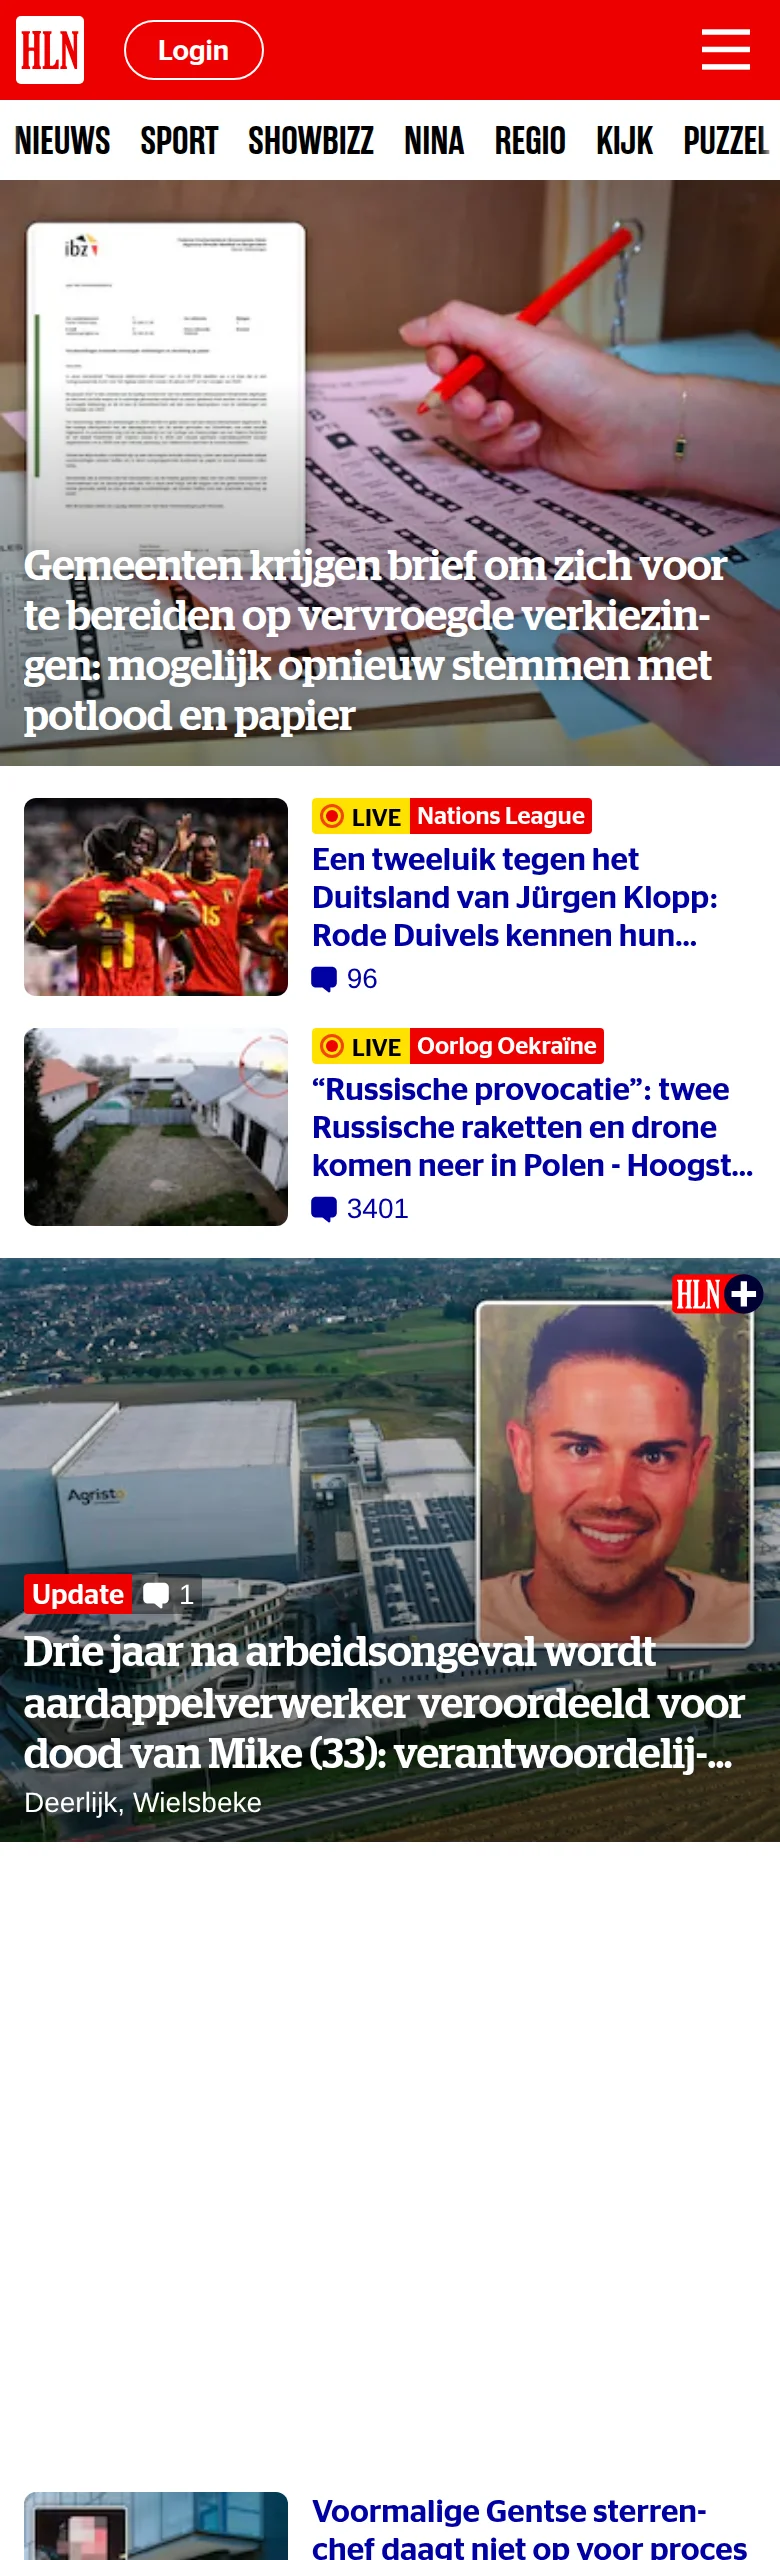 HLN
Login
NIEUWS SPORT SHOWBIZZ NINA REGIO KIJK PUZZEL
ibz
Gemeenten krijgen brief om zich voor
te bereiden op vervroegde verkiezin-
gen: mogelijk opnieuw stemmen met
potlood en papier
LIVE Nations League
Een tweeluik tegen het
Duitsland van Jürgen Klopp:
Rode Duivels kennen hun...
96
LIVE Oorlog Oekraïne
“Russische provocatie”: twee
Russische raketten en drone
komen neer in Polen - Hoogst...
3401
HLN+
Agristo
Update 1
Drie jaar na arbeidsongeval wordt
aardappelverwerker veroordeeld voor
dood van Mike (33): verantwoordelij-...
Deerlijk, Wielsbeke
Voormalige Gentse sterren-
chef daagt niet op voor proces